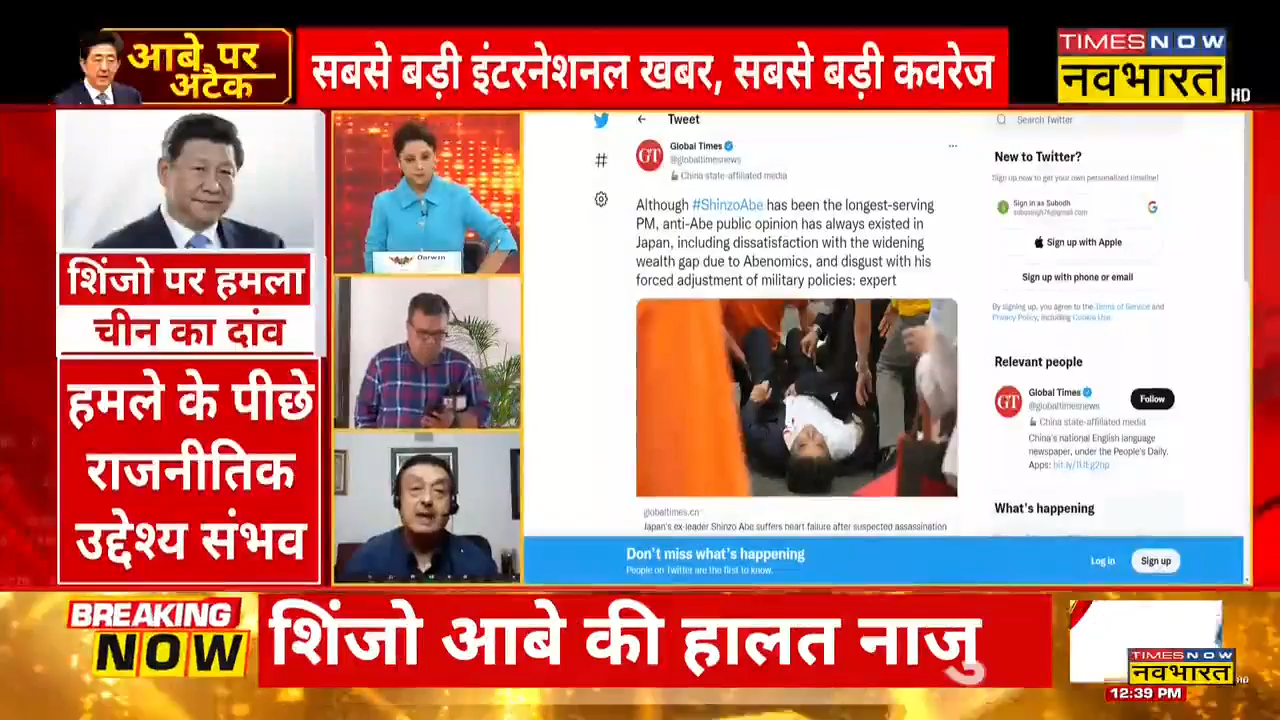 आबे पर
अटैक
सबसे बड़ी इंटरनेशनल खबर, सबसे बड़ी कवरेज
TIMES NOW
नवभारत
HD
शिंजो पर हमला
चीन का दांव
हमले के पीछे
राजनीतिक
उद्देश्य संभव
Darwin
Tweet
Global Times
@globaltimesnews
China state-affiliated media
Although #ShinzoAbe has been the longest-serving
PM, anti-Abe public opinion has always existed in
Japan, including dissatisfaction with the widening
wealth gap due to Abenomics, and disgust with his
forced adjustment of military policies: expert
globaltimes.cn
Japan's ex-leader Shinzo Abe suffers heart failure after suspected assassination
Search Twitter
New to Twitter?
Sign up now to get your own personalized timeline!
Sign in as Subodh
Sign up with Apple
Sign up with phone or email
By signing up, you agree to the Terms of Service and
Privacy Policy, including Cookie Use.
Relevant people
GT
Global Times
@globaltimesnews
Follow
China state-affiliated media
China's national English language
newspaper, under the People's Daily.
Apps:
What's happening
Don't miss what's happening
People on Twitter are the first to know.
Log in
Sign up
BREAKING
NOW
शिंजो आबे की हालत नाजु
TIMES NOW
नवभारत
HD
12:39 PM